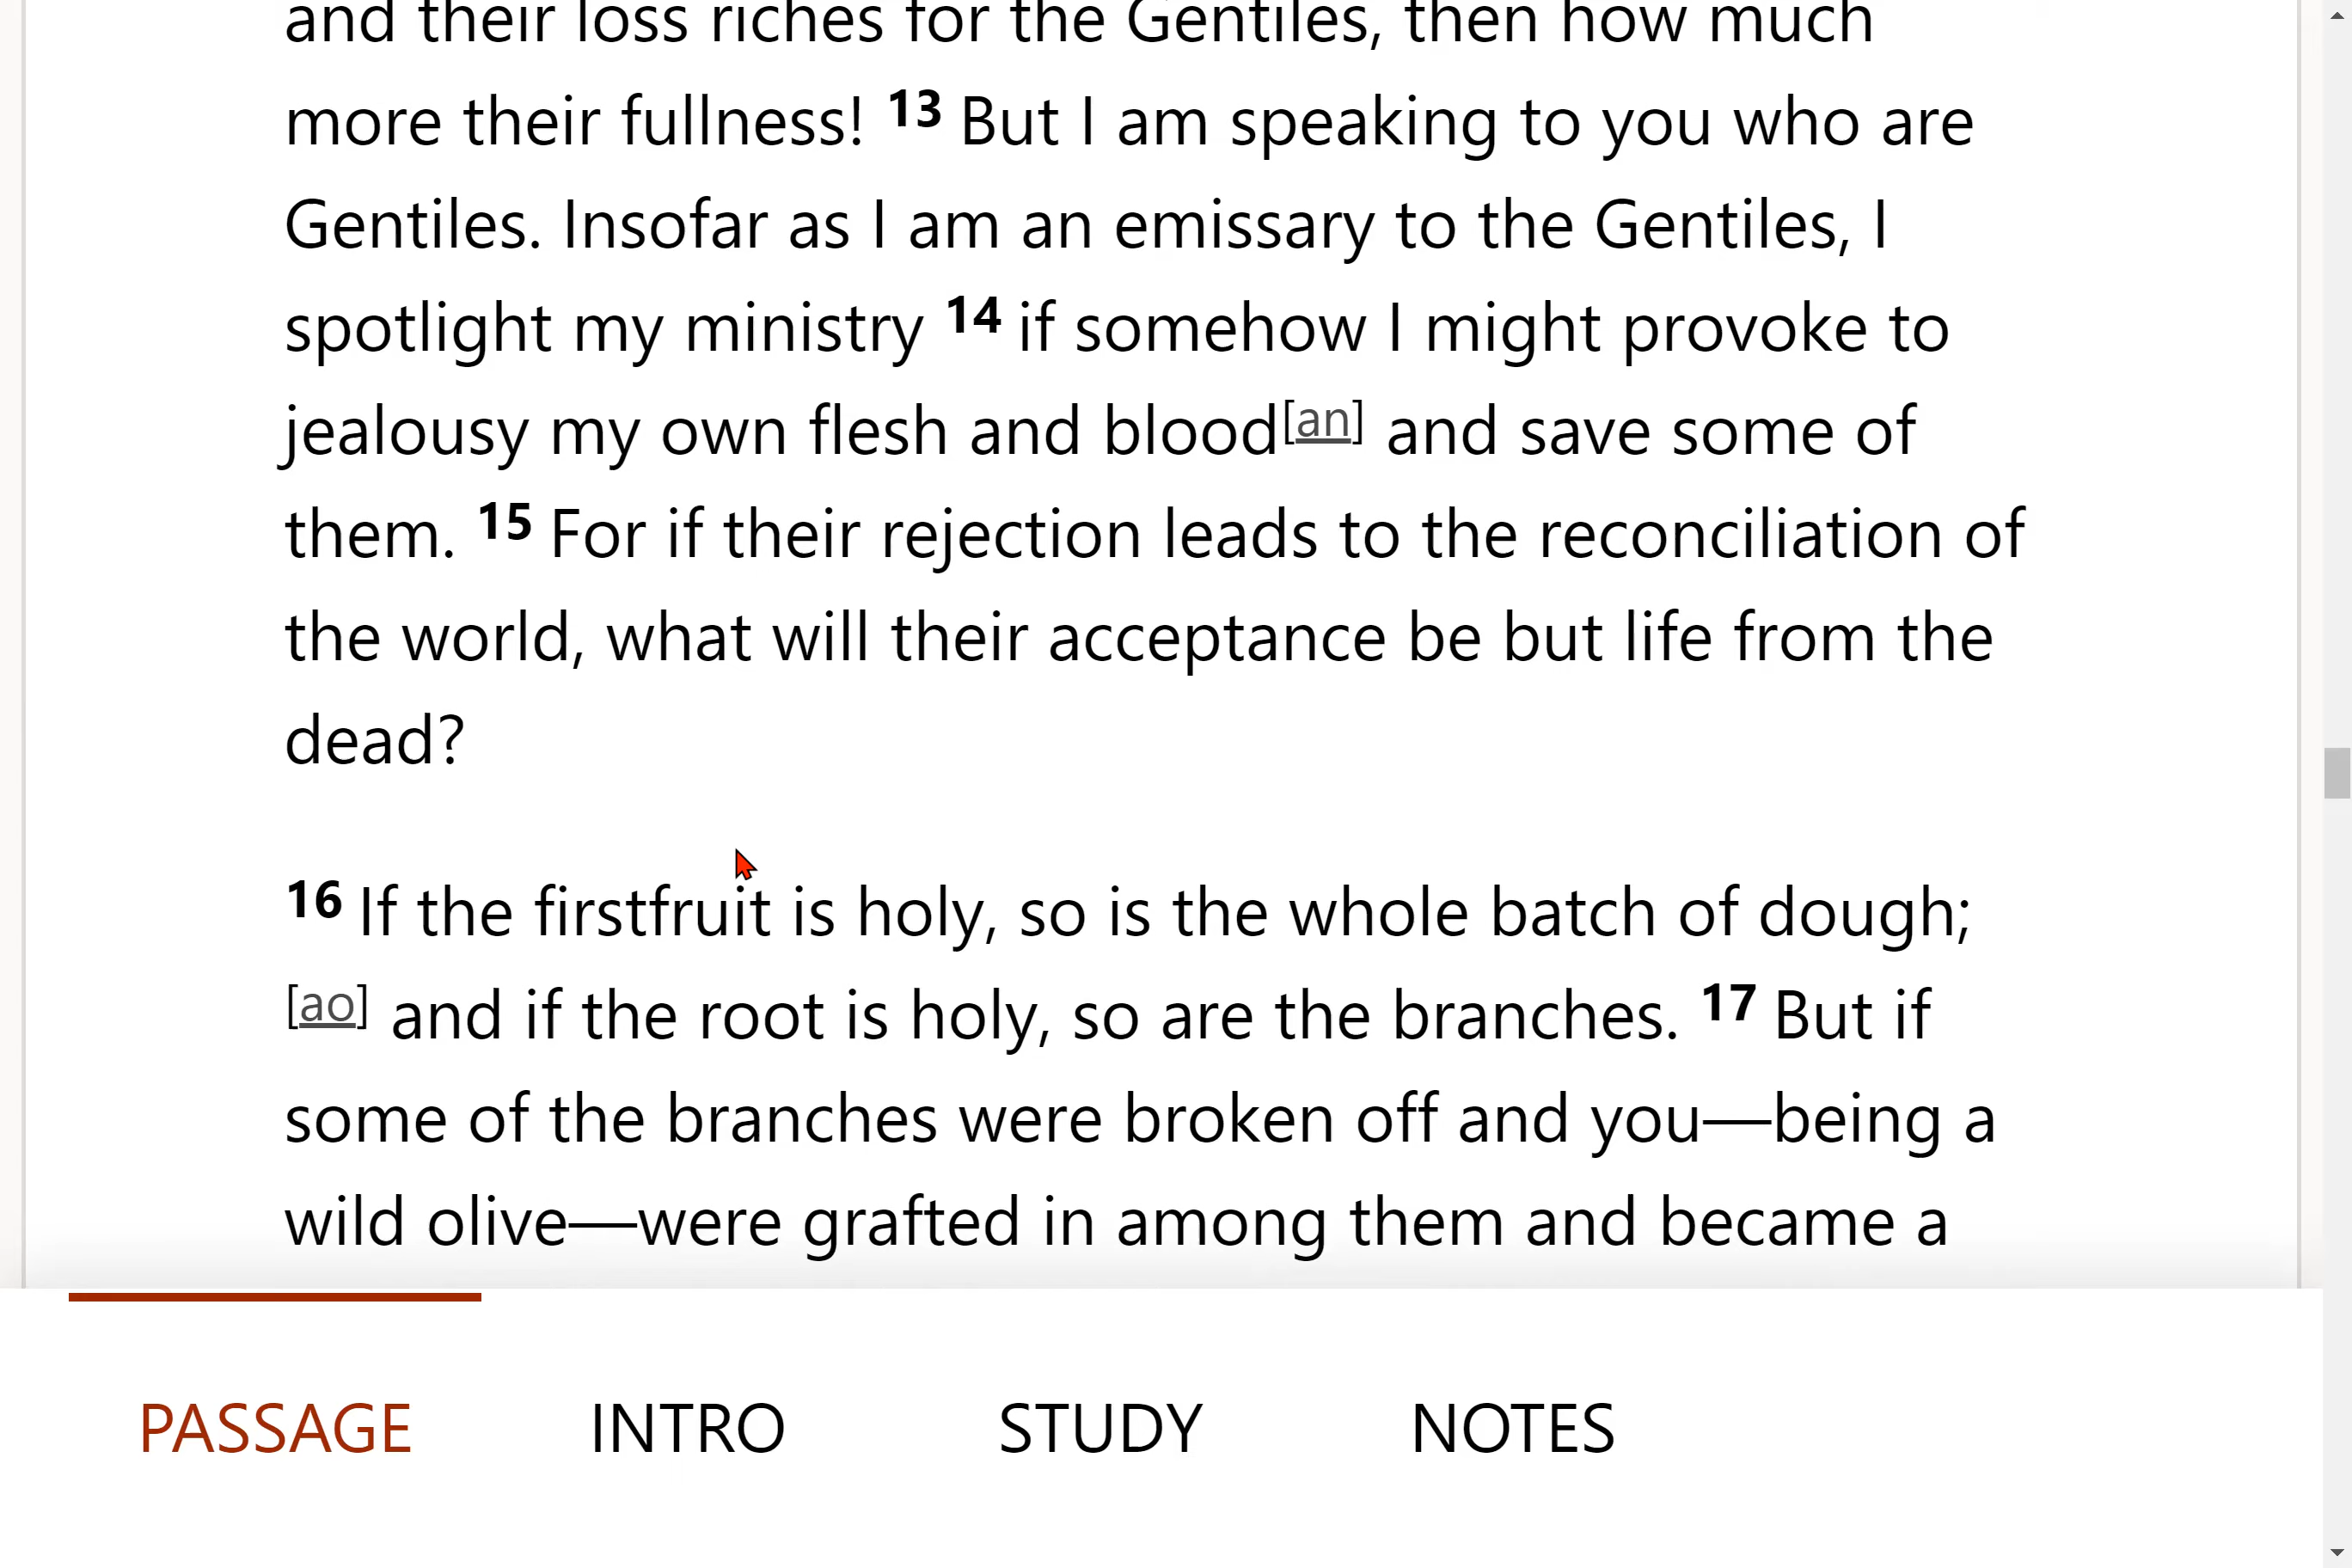 and their loss riches for the Gentiles, then how much
more their fullness! 13 But I am speaking to you who are
Gentiles. Insofar as I am an emissary to the Gentiles, I
spotlight my ministry 14 if somehow I might provoke to
jealousy my own flesh and blood[an] and save some of
them. 15 For if their rejection leads to the reconciliation of
the world, what will their acceptance be but life from the
dead?
16 If the firstfruit is holy, so is the whole batch of dough;
[ao] and if the root is holy, so are the branches. 17 But if
some of the branches were broken off and you—being a
wild olive—were grafted in among them and became a
PASSAGE INTRO STUDY NOTES